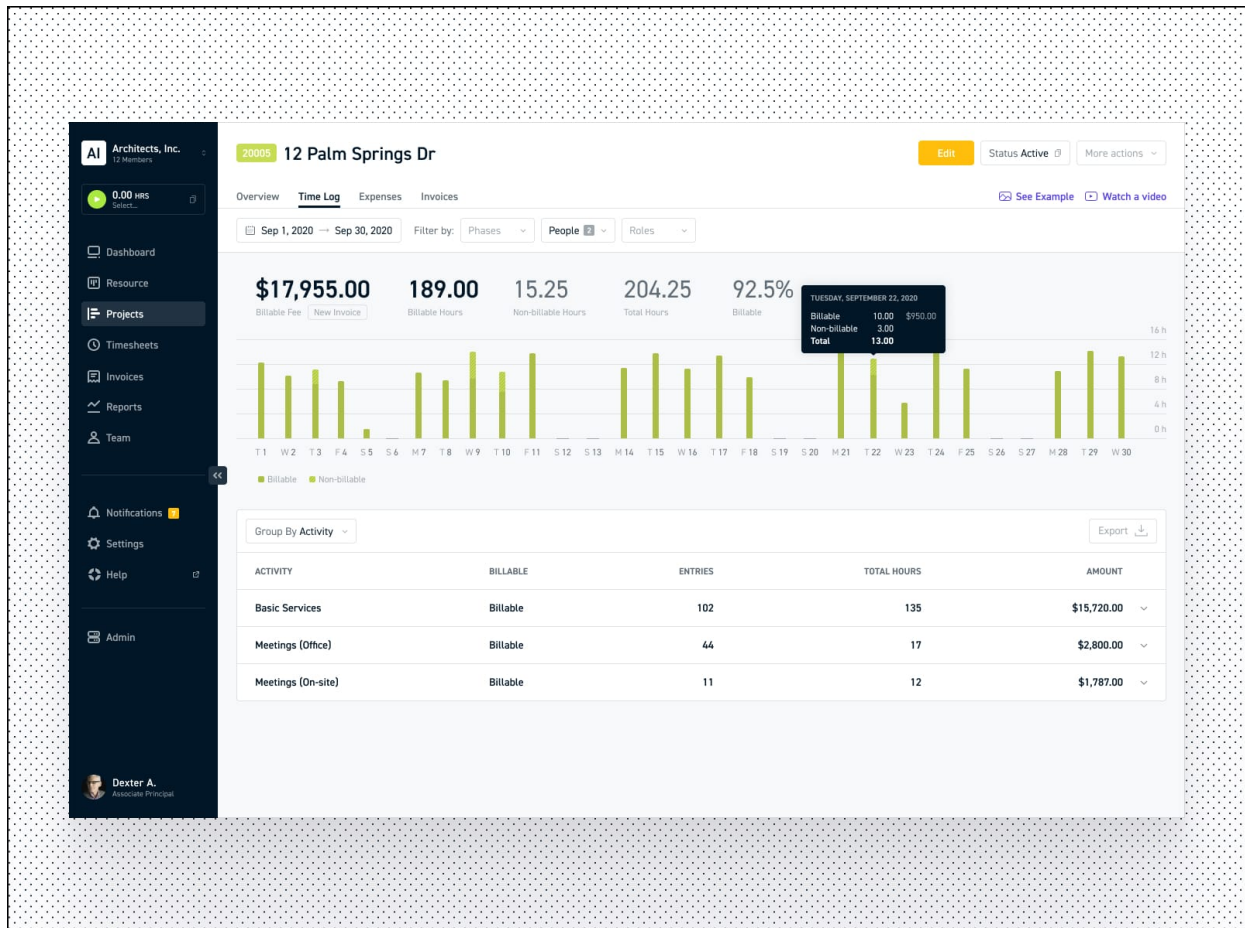 AI Architects, Inc.
12 Members
0.00 HRS
Select...
Dashboard
Resource
Projects
Timesheets
Invoices
Reports
Team
Notifications
Settings
Help
Admin
Dexter A.
Associate Principal
20005 12 Palm Springs Dr
Edit
Status Active
More actions
Overview Time Log Expenses Invoices
See Example Watch a video
Sep 1, 2020 → Sep 30, 2020 Filter by: Phases People 2 Roles
$17,955.00 189.00 15.25 204.25 92.5%
Billable Fee New Invoice Billable Hours Non-billable Hours Total Hours Billable
TUESDAY, SEPTEMBER 22, 2020
Billable 10.00 $950.00
Non-billable 3.00
Total 13.00
16 h
12 h
8 h
4 h
0 h
T 1 W 2 T 3 F 4 S 5 S 6 M 7 T 8 W 9 T 10 F 11 S 12 S 13 M 14 T 15 W 16 T 17 F 18 S 19 S 20 M 21 T 22 W 23 T 24 F 25 S 26 S 27 M 28 T 29 W 30
Billable Non-billable
Group By Activity
Export
ACTIVITY BILLABLE ENTRIES TOTAL HOURS AMOUNT
Basic Services Billable 102 135 $15,720.00
Meetings (Office) Billable 44 17 $2,800.00
Meetings (On-site) Billable 11 12 $1,787.00